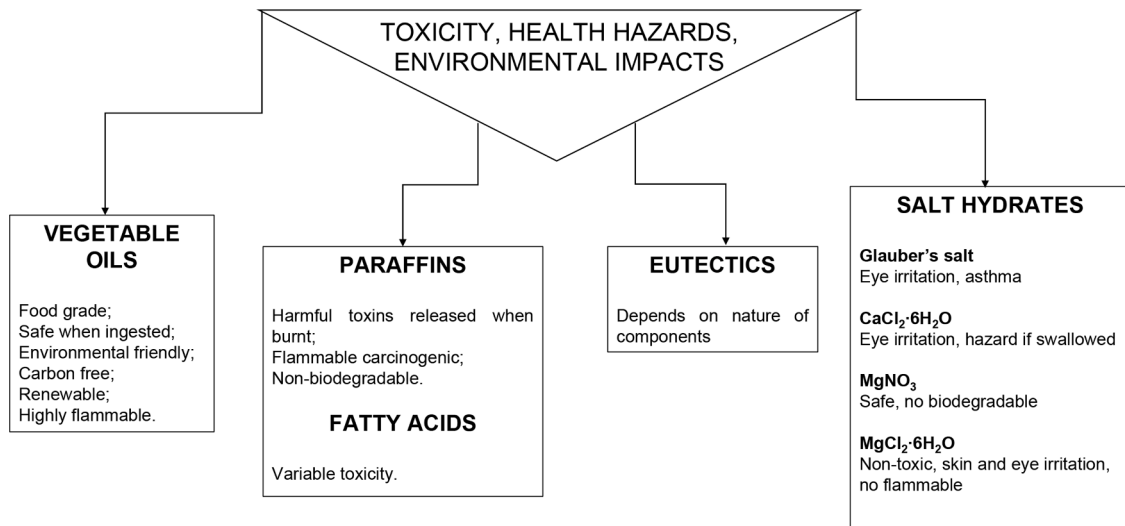 TOXICITY, HEALTH HAZARDS,
ENVIRONMENTAL IMPACTS
VEGETABLE
OILS
Food grade;
Safe when ingested;
Environmental friendly;
Carbon free;
Renewable;
Highly flammable.
PARAFFINS
Harmful toxins released when
burnt;
Flammable carcinogenic;
Non-biodegradable.
FATTY ACIDS
Variable toxicity.
EUTECTICS
Depends on nature of
components
SALT HYDRATES
Glauber’s salt
Eye irritation, asthma
CaCl₂·6H₂O
Eye irritation, hazard if swallowed
MgNO₃
Safe, no biodegradable
MgCl₂·6H₂O
Non-toxic, skin and eye irritation,
no flammable